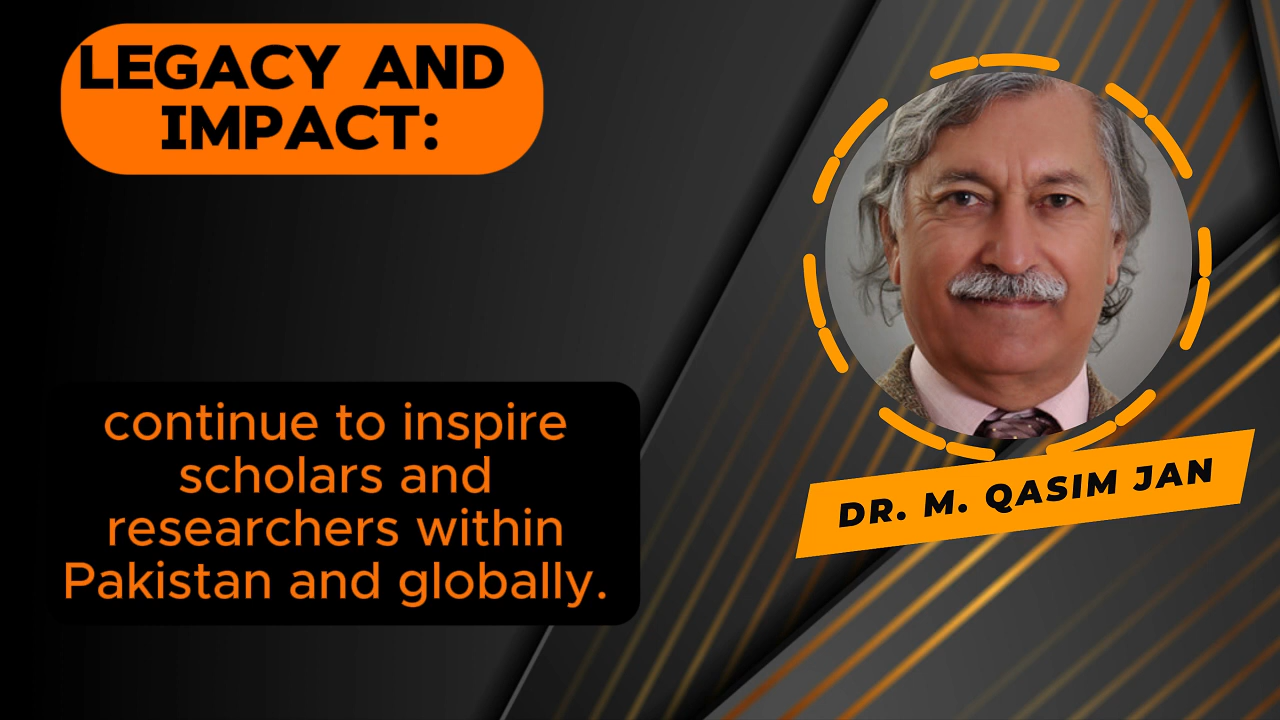 LEGACY AND
IMPACT:
continue to inspire
scholars and
researchers within
Pakistan and globally.
DR. M. QASIM JAN